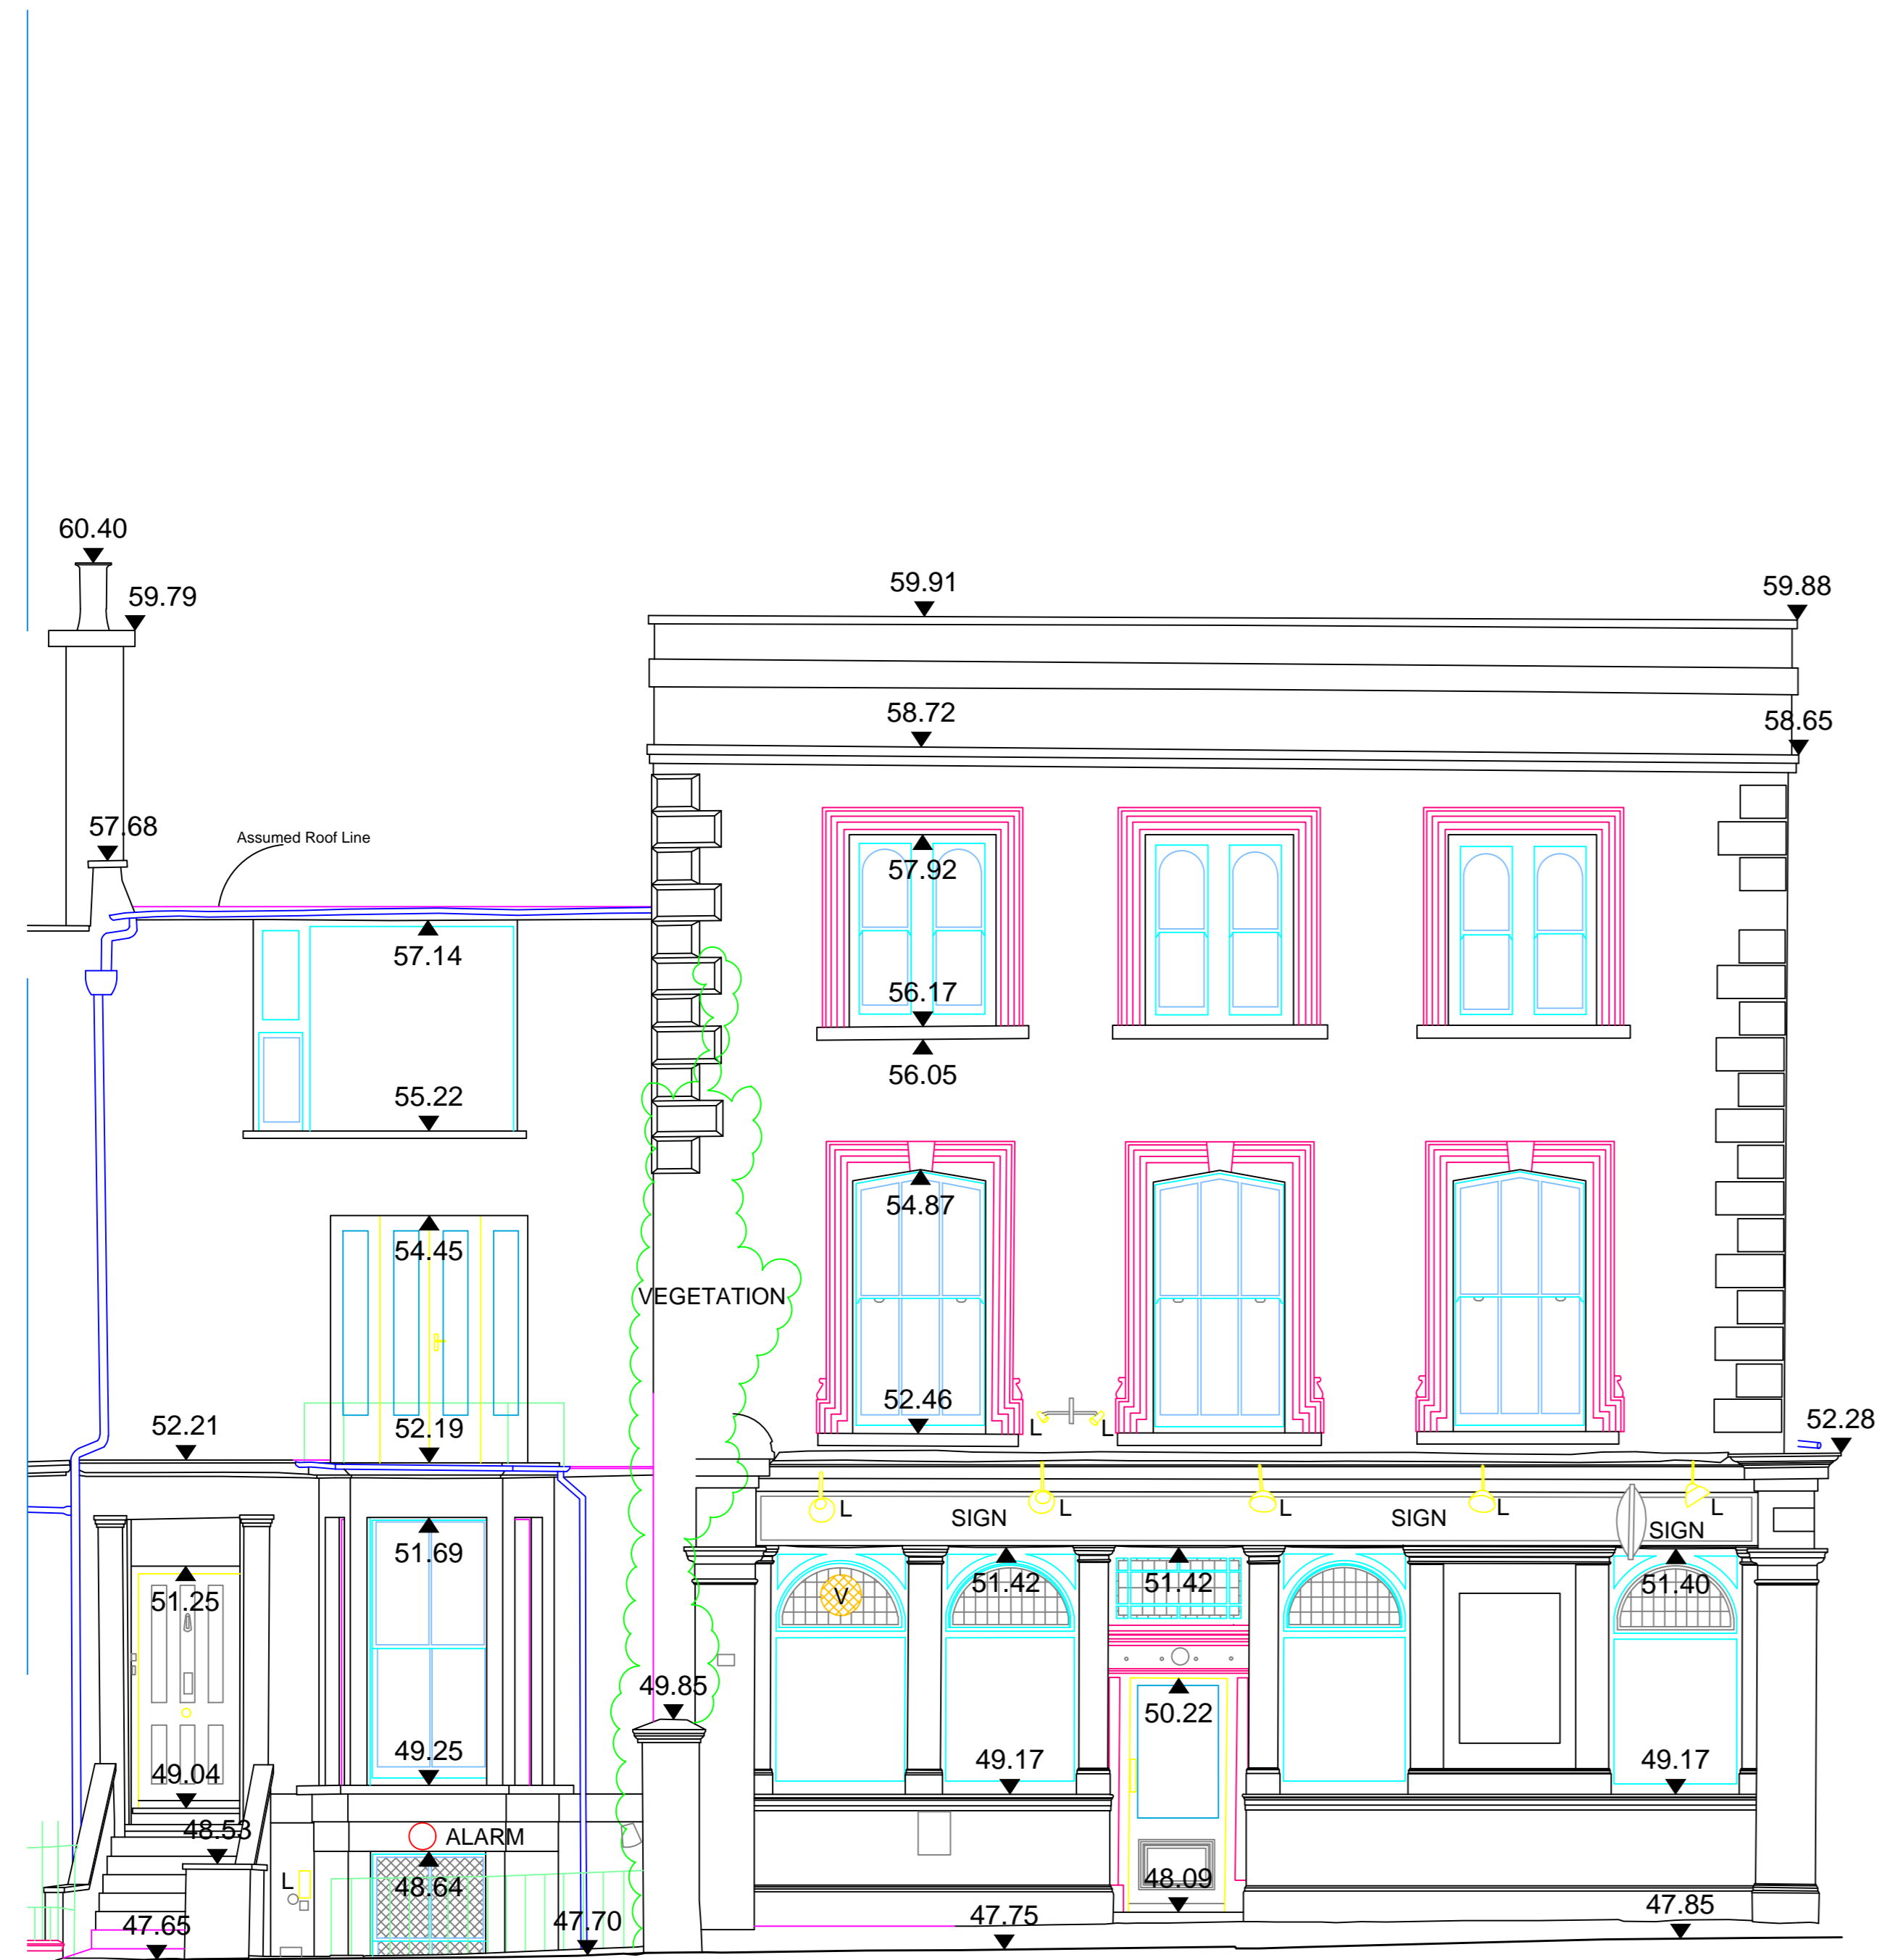 60.40
59.79
59.91
59.88
58.72
58.65
57.68
Assumed Roof Line
57.92
57.14
56.17
56.05
55.22
54.87
54.45
VEGETATION
52.46
52.21
52.19
L
L
52.28
L
SIGN
L
L
SIGN
L
SIGN
L
51.69
51.25
V
51.42
51.42
51.40
49.85
50.22
49.25
49.04
49.17
49.17
48.53
ALARM
L
48.64
48.09
47.65
47.70
47.75
47.85